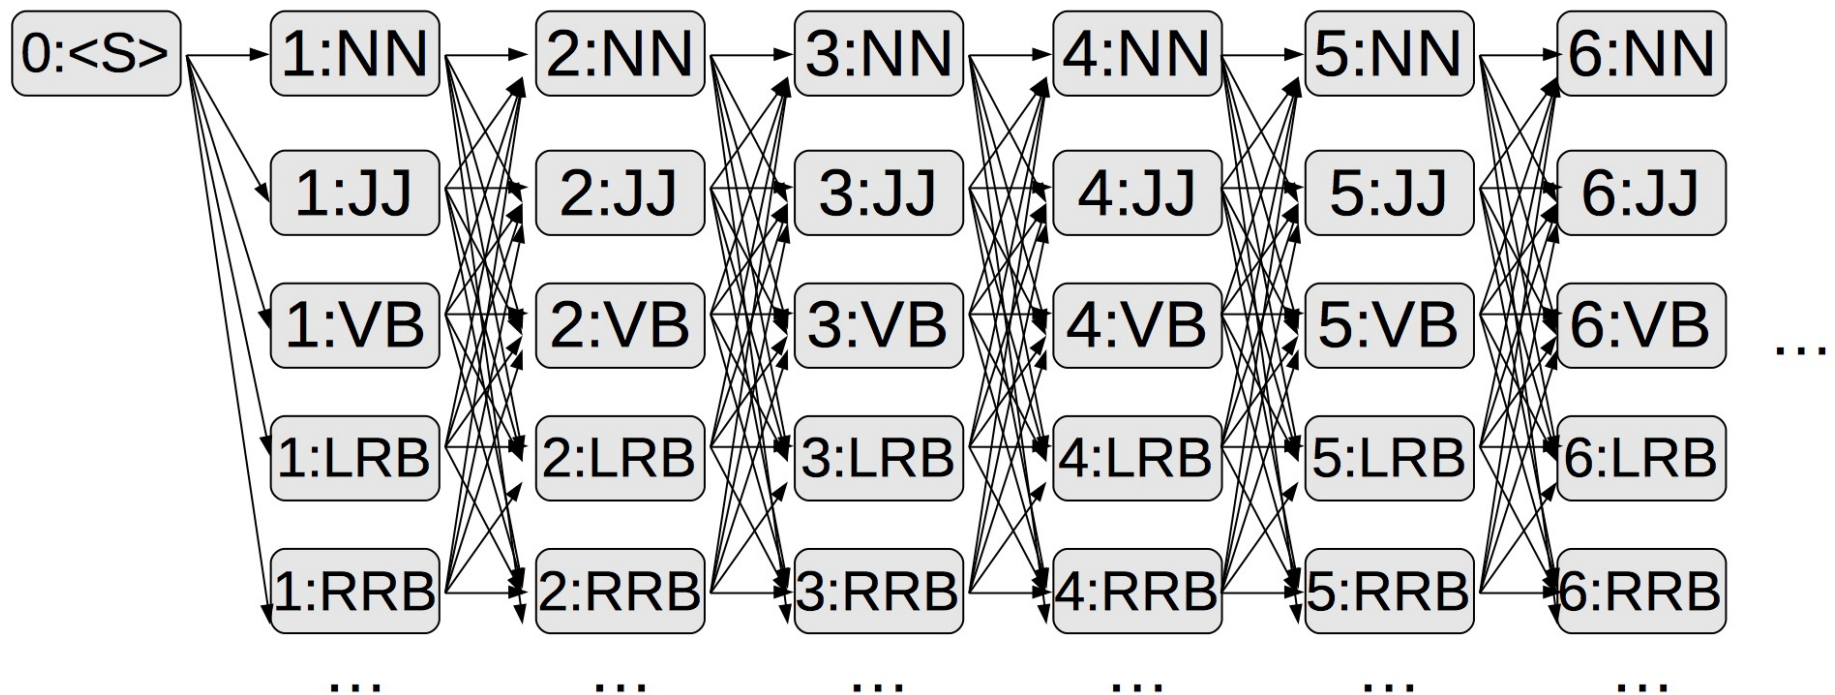 0:<S> 1:NN 2:NN 3:NN 4:NN 5:NN 6:NN
1:JJ 2:JJ 3:JJ 4:JJ 5:JJ 6:JJ
1:VB 2:VB 3:VB 4:VB 5:VB 6:VB …
1:LRB 2:LRB 3:LRB 4:LRB 5:LRB 6:LRB
1:RRB 2:RRB 3:RRB 4:RRB 5:RRB 6:RRB
… … … … … …